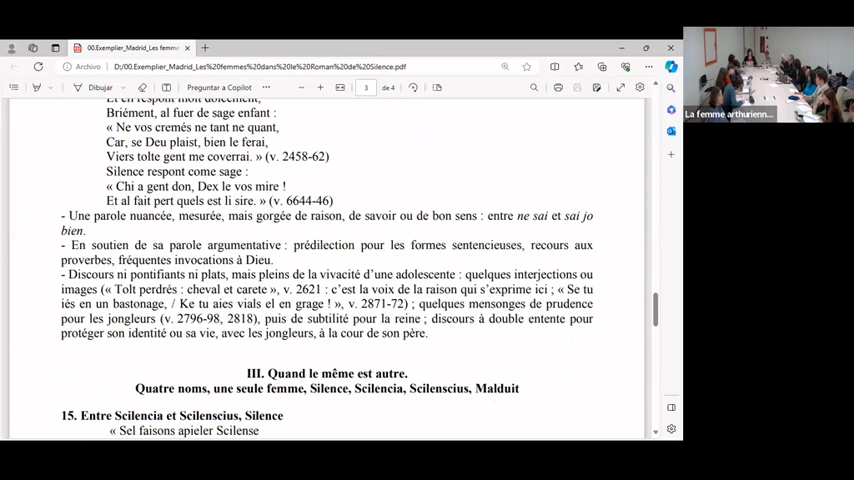 00.Exemplier_Madrid_Les femme
Archivo
D:/00.Exemplier_Madrid_Les%20femmes%20dans%20le%20Roman%20de%20Silence.pdf
Dibujar
Preguntar a Copilot
3
de 4
Et en respont molt dolcement,
Briément, al fuer de sage enfant :
« Ne vos cremés ne tant ne quant,
Car, se Deu plaist, bien le ferai,
Viers tolte gent me coverrai. » (v. 2458-62)
Silence respont come sage :
« Chi a gent don, Dex le vos mire !
Et al fait pert quels est li sire. » (v. 6644-46)
- Une parole nuancée, mesurée, mais gorgée de raison, de savoir ou de bon sens : entre ne sai et sai jo
bien.
- En soutien de sa parole argumentative : prédilection pour les formes sentencieuses, recours aux
proverbes, fréquentes invocations à Dieu.
- Discours ni pontifiants ni plats, mais pleins de la vivacité d’une adolescente : quelques interjections ou
images (« Tolt perdrés : cheval et carete », v. 2621 : c’est la voix de la raison qui s’exprime ici ; « Se tu
iés en un bastonage, / Ke tu aies vials el en grage ! », v. 2871-72) ; quelques mensonges de prudence
pour les jongleurs (v. 2796-98, 2818), puis de subtilité pour la reine ; discours à double entente pour
protéger son identité ou sa vie, avec les jongleurs, à la cour de son père.
III. Quand le même est autre.
Quatre noms, une seule femme, Silence, Scilencia, Scilenscius, Malduit
15. Entre Scilencia et Scilenscius, Silence
« Sel faisons apieler Scilense
La femme arthurienn...